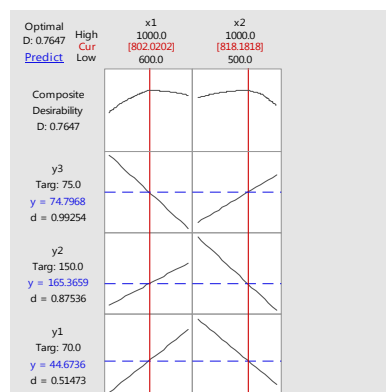 Optimal
D: 0.7647
Predict
High
Cur
Low
x1
1000.0
[802.0202]
600.0
x2
1000.0
[818.1818]
500.0
Composite
Desirability
D: 0.7647
y3
Targ: 75.0
y = 74.7968
d = 0.99254
y2
Targ: 150.0
y = 165.3659
d = 0.87536
y1
Targ: 70.0
y = 44.6736
d = 0.51473